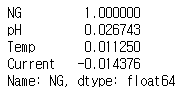 NG         1.000000
pH         0.026743
Temp       0.011250
Current   -0.014376
Name: NG, dtype: float64